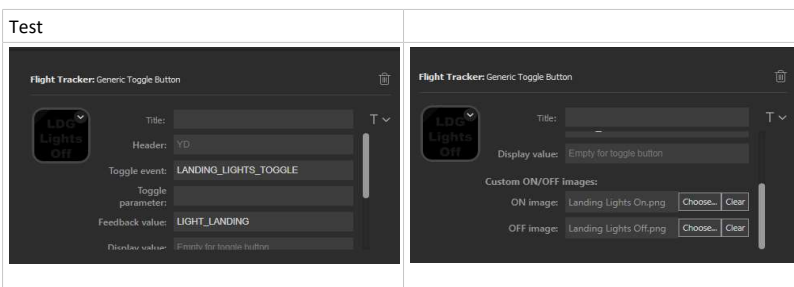 Test
Flight Tracker: Generic Toggle Button
LDG
Lights
Off
Title:
T
Header: YD
Toggle event: LANDING_LIGHTS_TOGGLE
Toggle
parameter:
Feedback value: LIGHT_LANDING
Display value: Empty for toggle button
Flight Tracker: Generic Toggle Button
LDG
Lights
Off
Title:
T
Display value: Empty for toggle button
Custom ON/OFF images:
ON image: Landing Lights On.png Choose... Clear
OFF image: Landing Lights Off.png Choose... Clear